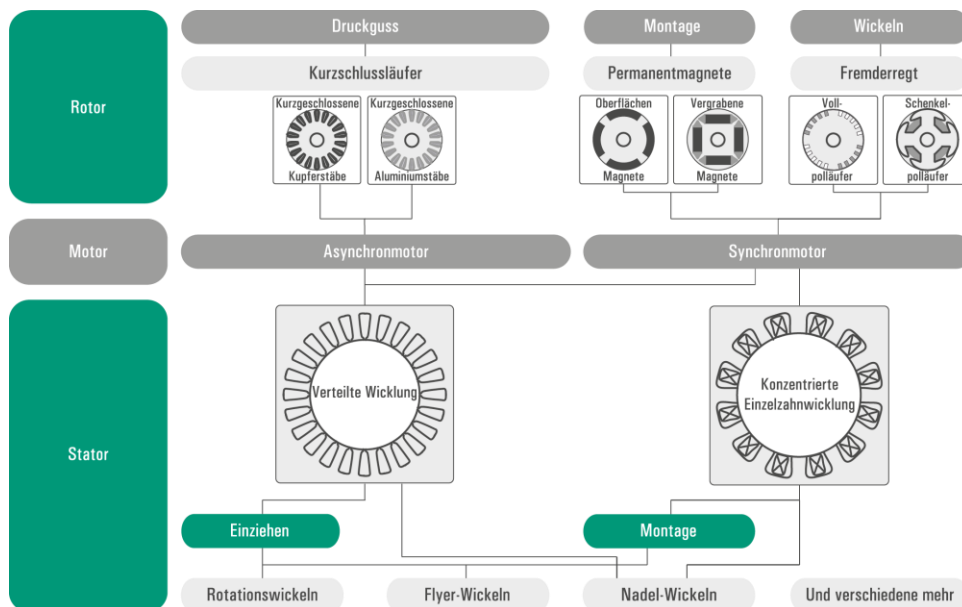 Druckguss
Montage
Wickeln
Rotor
Kurzschlussläufer
Permanentmagnete
Fremderregt
Kurzgeschlossene
Kupferstäbe
Kurzgeschlossene
Aluminiumstäbe
Oberflächen
Magnete
Vergrabene
Magnete
Voll-
polläufer
Schenkel-
polläufer
Motor
Asynchronmotor
Synchronmotor
Stator
Verteilte Wicklung
Konzentrierte
Einzelzahnwicklung
Einziehen
Montage
Rotationswickeln
Flyer-Wickeln
Nadel-Wickeln
Und verschiedene mehr